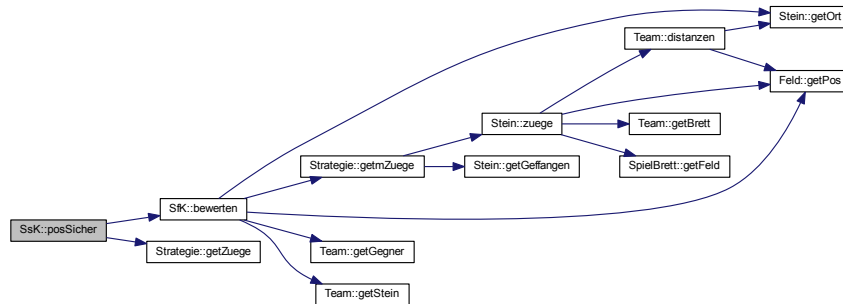 Stein::getOrt
Team::distanzen
Feld::getPos
Stein::zuege
Team::getBrett
Strategie::getmZuege
Stein::getGeffangen
SpielBrett::getFeld
SfK::bewerten
SsK::posSicher
Strategie::getZuege
Team::getGegner
Team::getStein